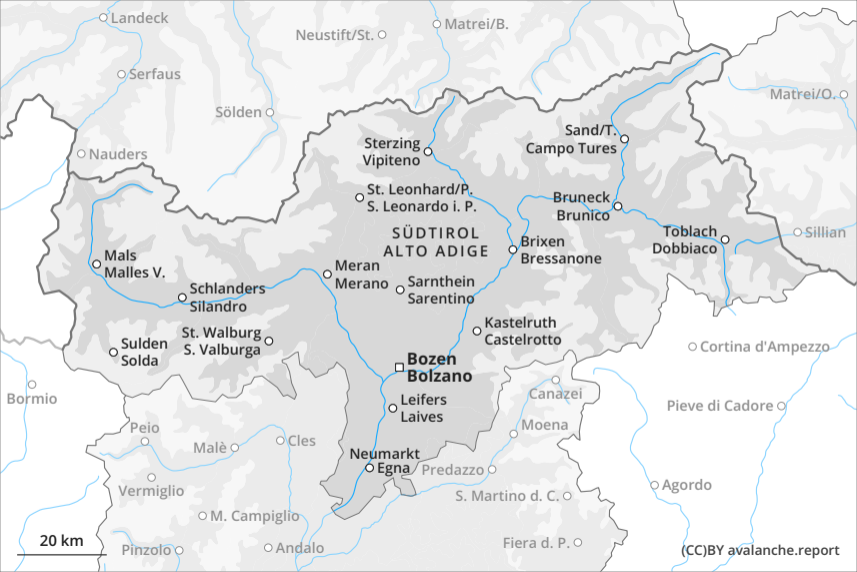 Landeck
Matrei/B.
Neustift/St.
Serfaus
Matrei/O.
Sölden
Sand/T.
Campo Tures
Sterzing
Vipiteno
Nauders
St. Leonhard/P.
S. Leonardo i. P.
Bruneck
Brunico
SÜDTIROL
ALTO ADIGE
Toblach
Dobbiaco
Sillian
Brixen
Bressanone
Mals
Malles V.
Meran
Merano
Sarnthein
Sarentino
Schlanders
Silandro
Kastelruth
Castelrotto
St. Walburg
S. Valburga
Sulden
Solda
Cortina d'Ampezzo
Bozen
Bolzano
Bormio
Canazei
Leifers
Laives
Pieve di Cadore
Peio
Moena
Malè
Cles
Neumarkt
Egna
Predazzo
Vermiglio
Agordo
S. Martino d. C.
M. Campiglio
20 km
Pinzolo
Andalo
Fiera d. P.
(CC)BY avalanche.report